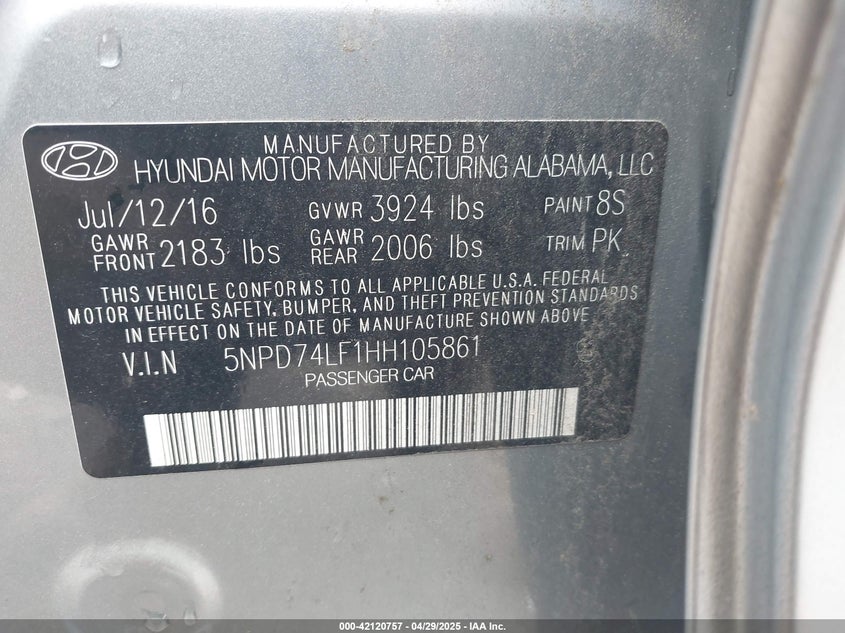 MANUFACTURED BY
HYUNDAI MOTOR MANUFACTURING ALABAMA, LLC
Jul/12/16 GVWR 3924 lbs PAINT 8S
GAWR FRONT 2183 lbs GAWR REAR 2006 lbs TRIM PK
THIS VEHICLE CONFORMS TO ALL APPLICABLE U.S.A. FEDERAL
MOTOR VEHICLE SAFETY, BUMPER, AND THEFT PREVENTION STANDARDS
IN EFFECT ON THE DATE OF MANUFACTURE SHOWN ABOVE
V.I.N 5NPD74LF1HH105861
PASSENGER CAR
000-42120757 - 04/29/2025 - IAA Inc.